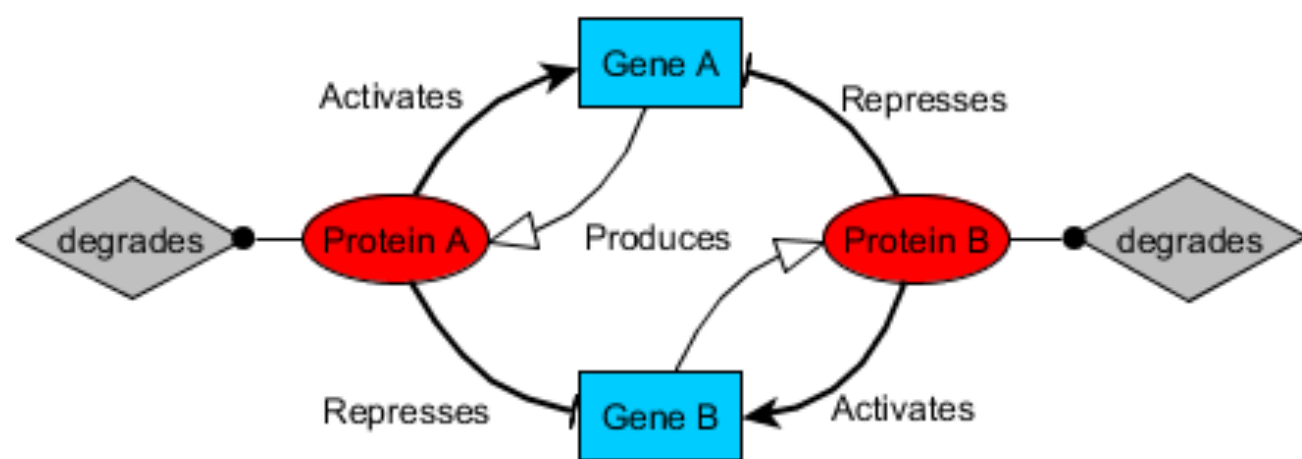 Gene A
Activates
Represses
degrades
Protein A
Produces
Protein B
degrades
Represses
Gene B
Activates